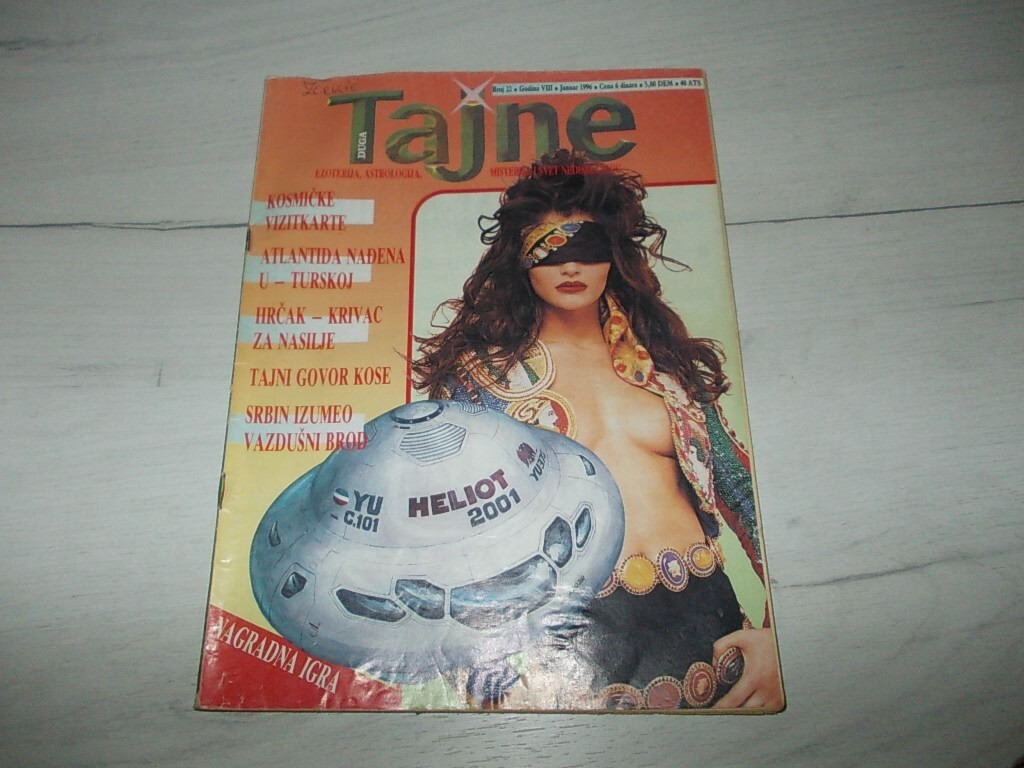 Broj 22 • Godina VIII • Januar 1996 • Cena 6 dinara • 5,00 DEM • 40 ATS
DUGA
Tajne
EZOTERIJA, ASTROLOGIJA,
KOSMIČKE
VIZITKARTE
ATLANTIDA NAĐENA
U – TURSKOJ
HRČAK – KRIVAC
ZA NASILJE
TAJNI GOVOR KOSE
SRBIN IZUMEO
VAZDUŠNI BROD
YU
C.101
HELIOT
2001
NAGRADNA IGRA